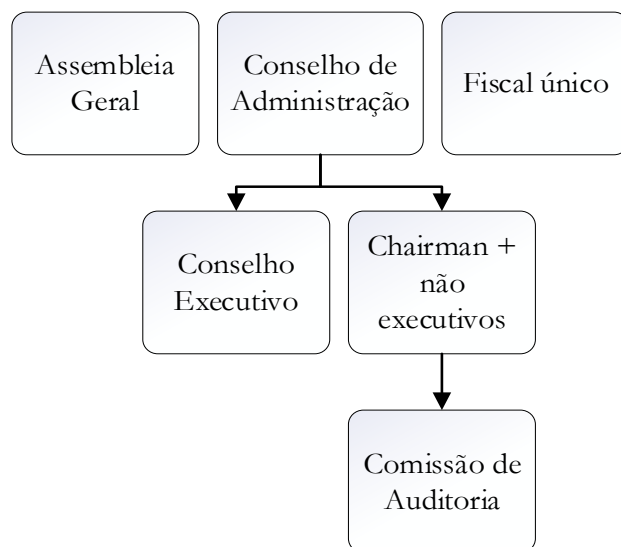 Assembleia
Geral
Conselho de
Administração
Fiscal único
Conselho
Executivo
Chairman +
não
executivos
Comissão de
Auditoria